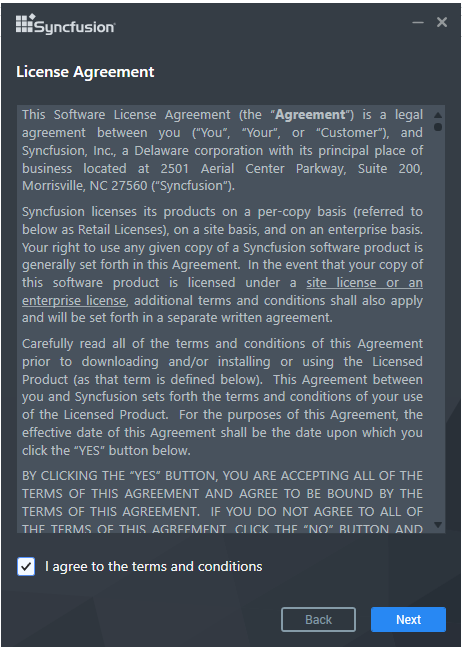 Syncfusion
License Agreement
This Software License Agreement (the “Agreement”) is a legal
agreement between you (“You”, “Your”, or “Customer”), and
Syncfusion, Inc., a Delaware corporation with its principal place of
business located at 2501 Aerial Center Parkway, Suite 200,
Morrisville, NC 27560 (“Syncfusion”).
Syncfusion licenses its products on a per-copy basis (referred to
below as Retail Licenses), on a site basis, and on an enterprise basis.
Your right to use any given copy of a Syncfusion software product is
generally set forth in this Agreement. In the event that your copy of
this software product is licensed under a site license or an
enterprise license, additional terms and conditions shall also apply
and will be set forth in a separate written agreement.
Carefully read all of the terms and conditions of this Agreement
prior to downloading and/or installing or using the Licensed
Product (as that term is defined below). This Agreement between
you and Syncfusion sets forth the terms and conditions of your use
of the Licensed Product. For the purposes of this Agreement, the
effective date of this Agreement shall be the date upon which you
click the “YES” button below.
BY CLICKING THE “YES” BUTTON, YOU ARE ACCEPTING ALL OF THE
TERMS OF THIS AGREEMENT AND AGREE TO BE BOUND BY THE
TERMS OF THIS AGREEMENT. IF YOU DO NOT AGREE TO ALL OF
THE TERMS OF THIS AGREEMENT, CLICK THE “NO” BUTTON AND
I agree to the terms and conditions
Back
Next